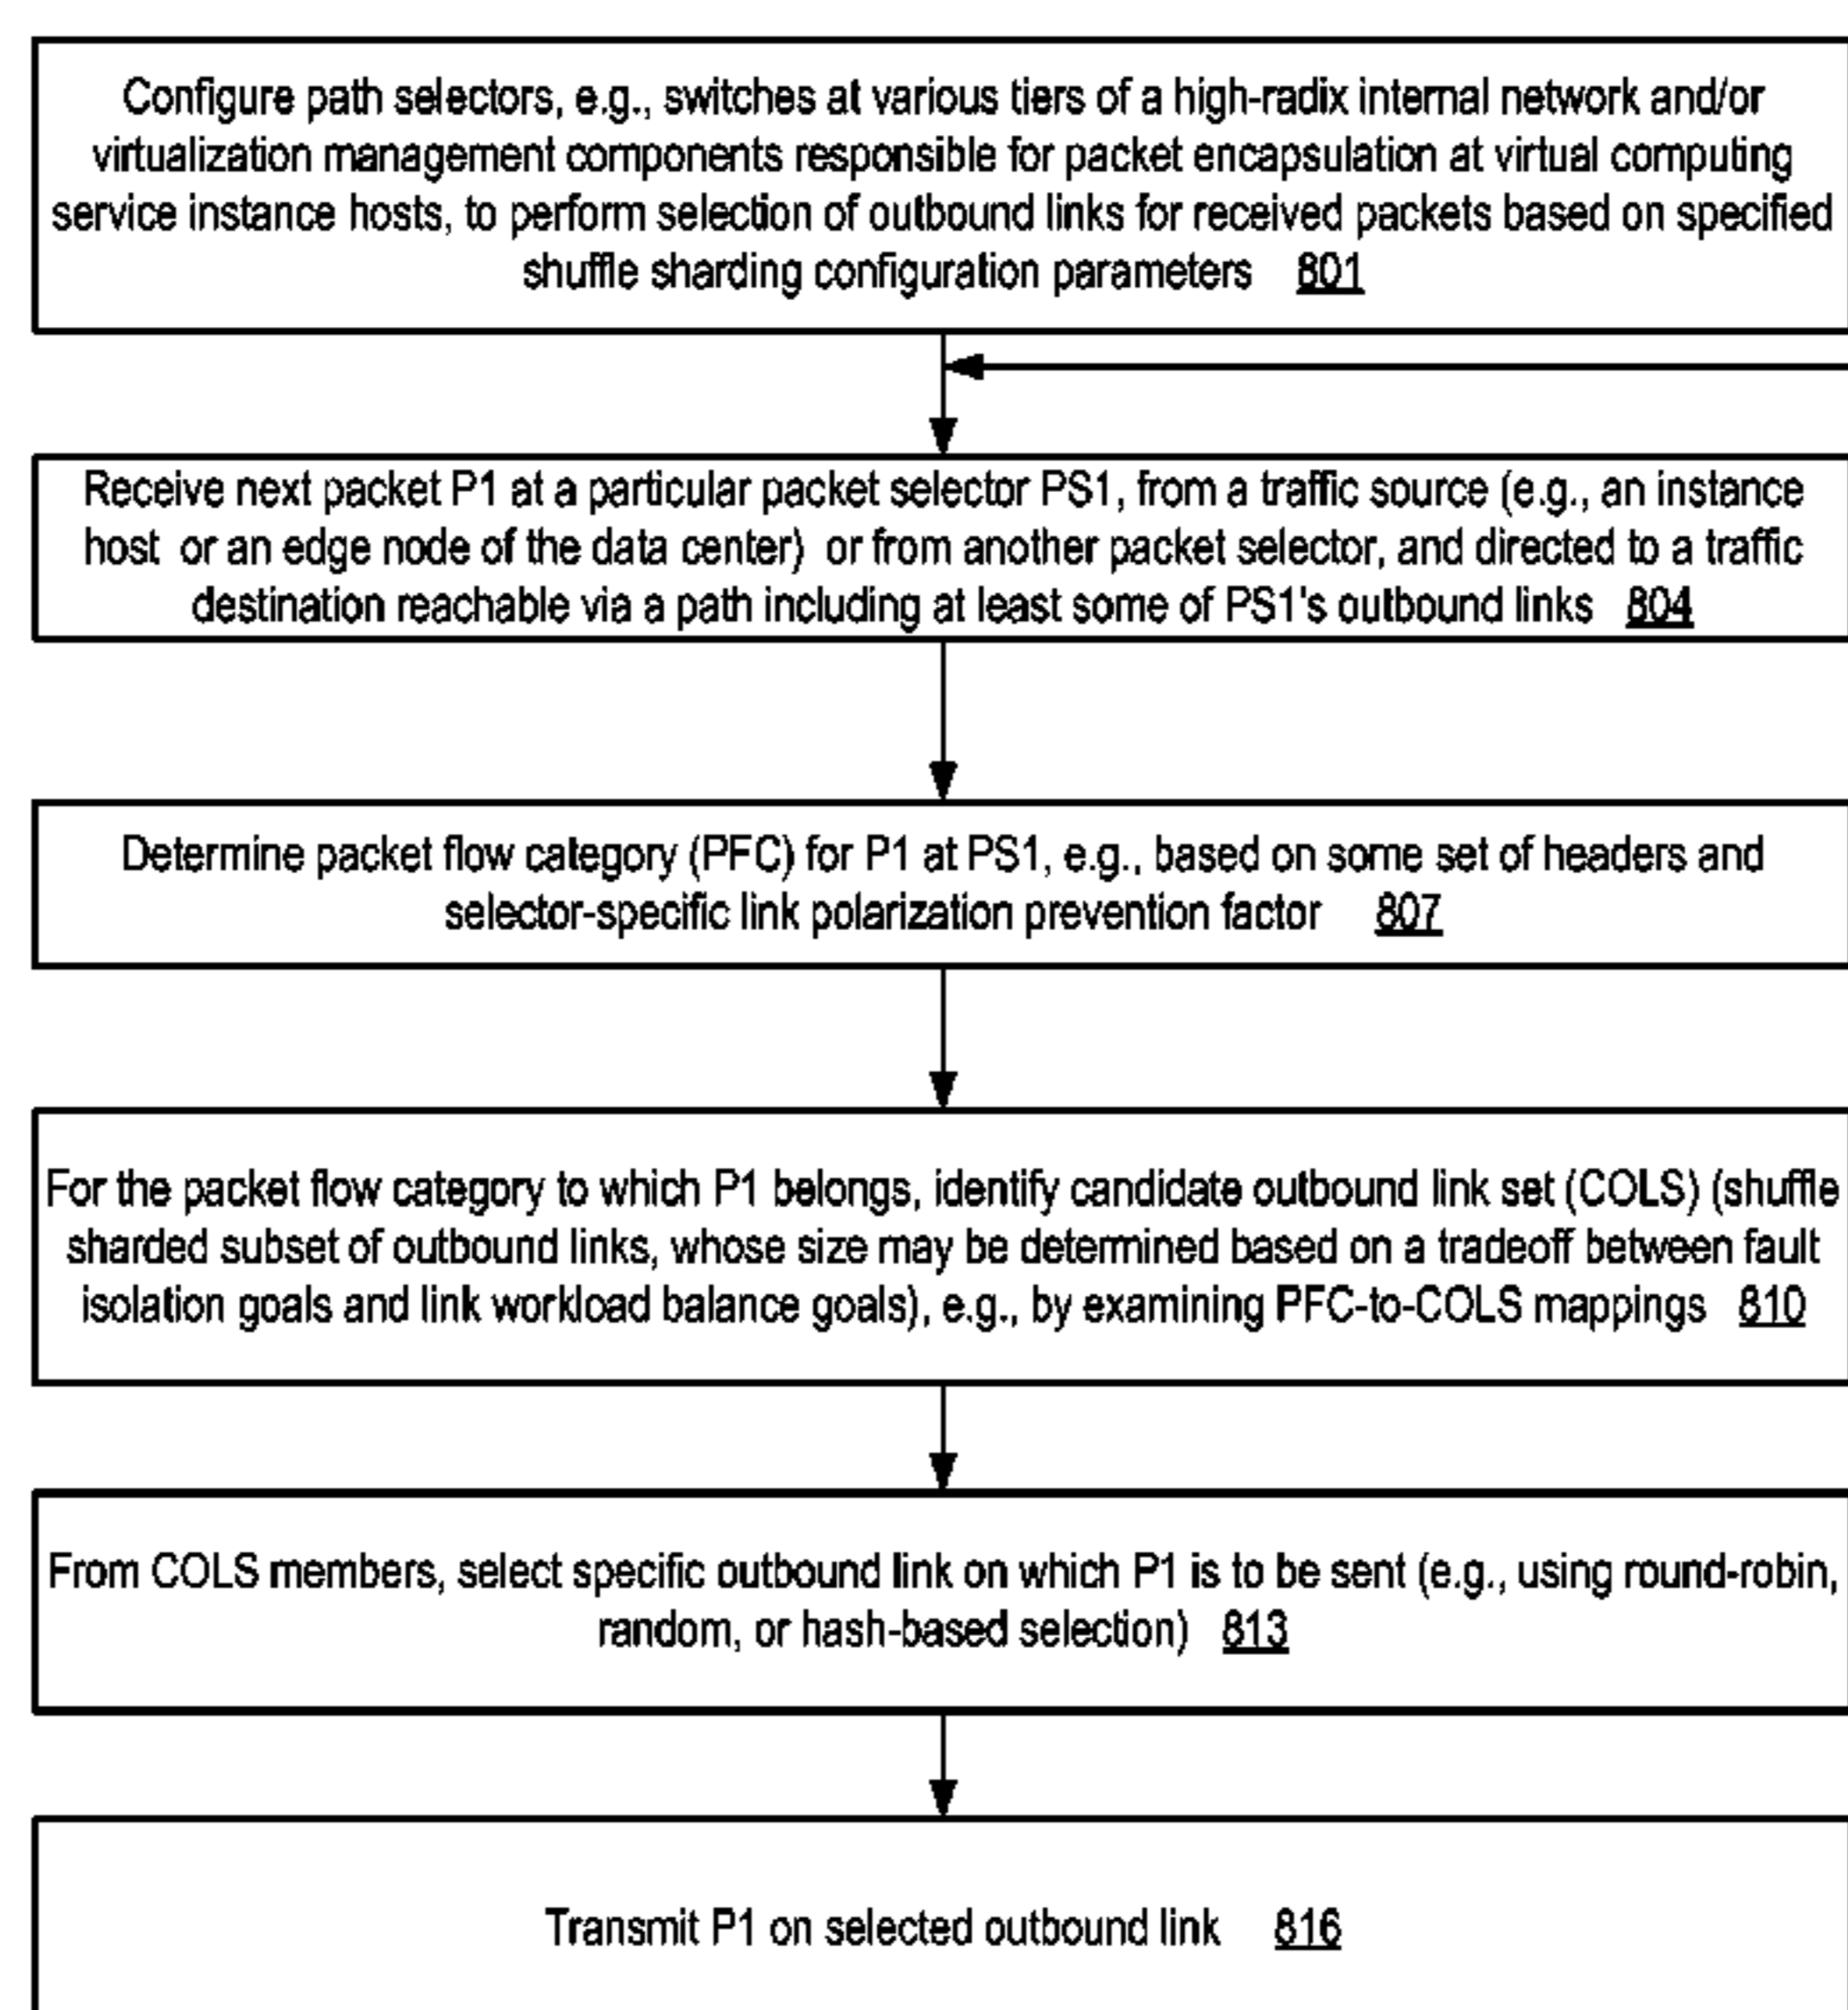 Configure path selectors, e.g., switches at various tiers of a high-radix internal network and/or
virtualization management components responsible for packet encapsulation at virtual computing
service instance hosts, to perform selection of outbound links for received packets based on specified
shuffle sharding configuration parameters 801
Receive next packet P1 at a particular packet selector PS1, from a traffic source (e.g., an instance
host or an edge node of the data center) or from another packet selector, and directed to a traffic
destination reachable via a path including at least some of PS1's outbound links 804
Determine packet flow category (PFC) for P1 at PS1, e.g., based on some set of headers and
selector-specific link polarization prevention factor 807
For the packet flow category to which P1 belongs, identify candidate outbound link set (COLS) (shuffle
sharded subset of outbound links, whose size may be determined based on a tradeoff between fault
isolation goals and link workload balance goals), e.g., by examining PFC-to-COLS mappings 810
From COLS members, select specific outbound link on which P1 is to be sent (e.g., using round-robin,
random, or hash-based selection) 813
Transmit P1 on selected outbound link 816